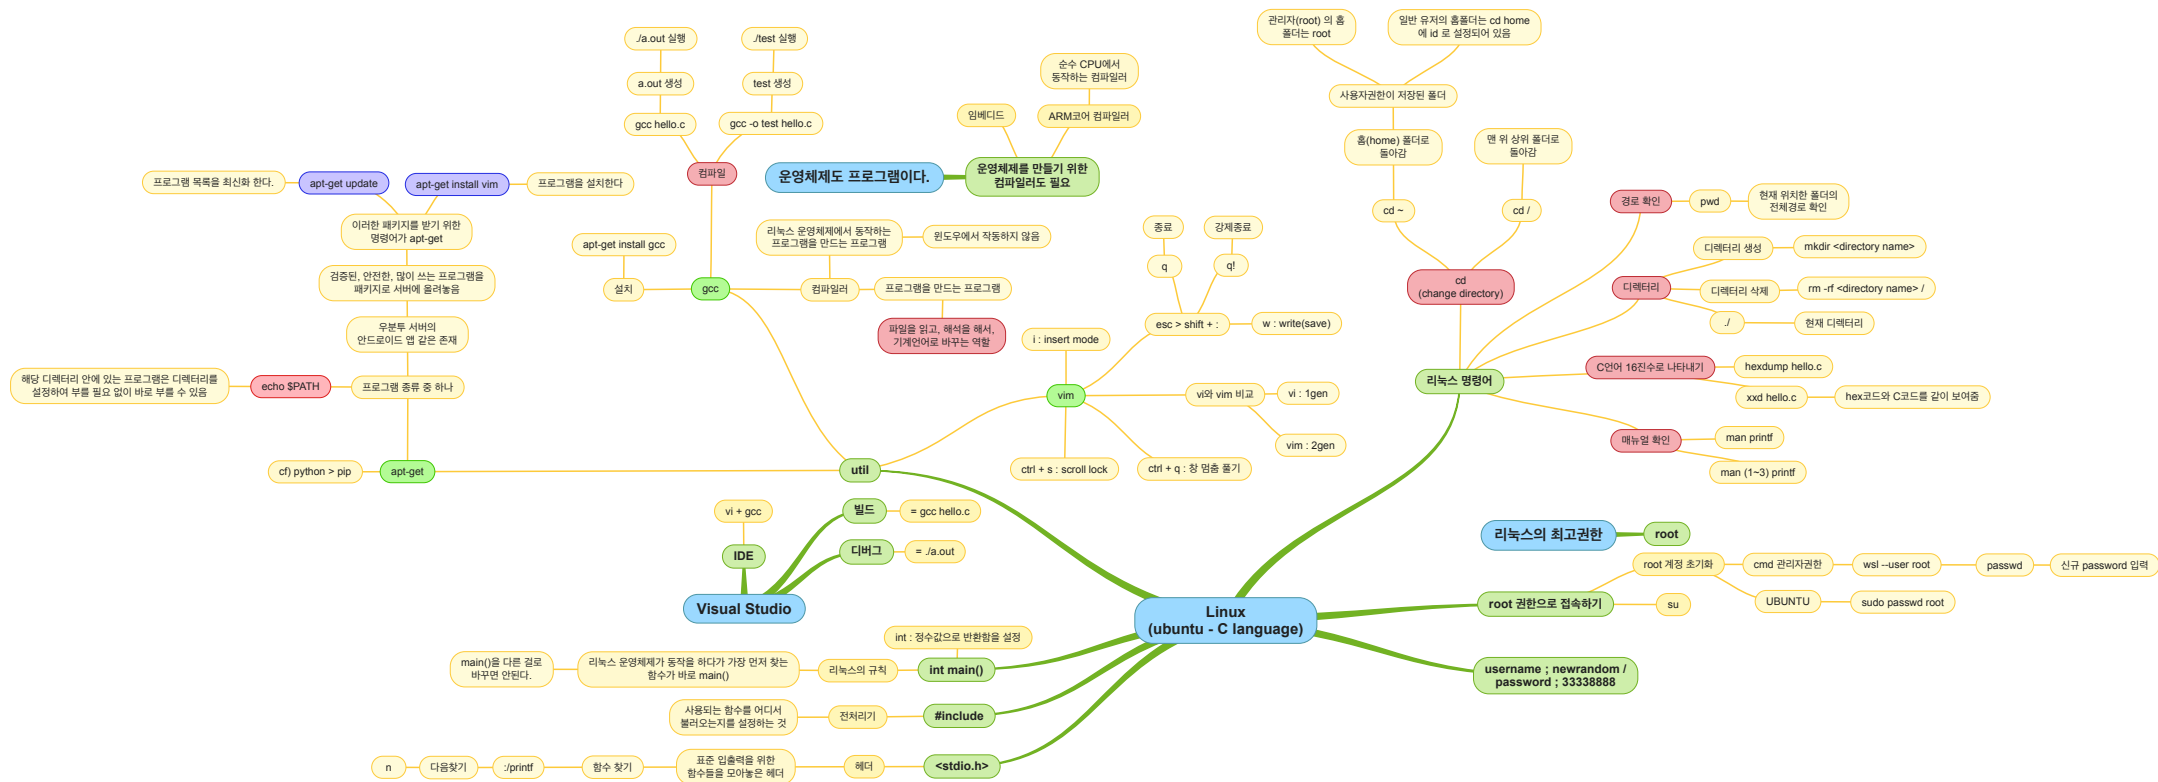 Linux
(ubuntu - C language)
util
gcc
컴파일
gcc hello.c
a.out 생성
./a.out 실행
gcc -o test hello.c
test 생성
./test 실행
설치
apt-get install gcc
컴파일러
리눅스 운영체제에서 동작하는
프로그램을 만드는 프로그램
윈도우에서 작동하지 않음
프로그램을 만드는 프로그램
파일을 읽고, 해석을 해서,
기계언어로 바꾸는 역할
vim
i : insert mode
esc > shift + :
q
종료
q!
강제종료
w : write(save)
vi와 vim 비교
vi : 1gen
vim : 2gen
ctrl + s : scroll lock
ctrl + q : 창 멈춤 풀기
apt-get
cf) python > pip
프로그램 종류 중 하나
echo $PATH
해당 디렉터리 안에 있는 프로그램은 디렉터리를
설정하여 부를 필요 없이 바로 부를 수 있음
우분투 서버의
안드로이드 앱 같은 존재
검증된, 안전한, 많이 쓰는 프로그램을
패키지로 서버에 올려놓음
이러한 패키지를 받기 위한
명령어가 apt-get
apt-get update
프로그램 목록을 최신화 한다.
apt-get install vim
프로그램을 설치한다
운영체제도 프로그램이다.
운영체제를 만들기 위한
컴파일러도 필요
임베디드
ARM코어 컴파일러
순수 CPU에서
동작하는 컴파일러
리눅스 명령어
cd
(change directory)
cd ~
홈(home) 폴더로
돌아감
사용자권한이 저장된 폴더
관리자(root) 의 홈
폴더는 root
일반 유저의 홈폴더는 cd home
에 id 로 설정되어 있음
cd /
맨 위 상위 폴더로
돌아감
경로 확인
pwd
현재 위치한 폴더의
전체경로 확인
디렉터리
디렉터리 생성
mkdir <directory name>
디렉터리 삭제
rm -rf <directory name> /
./
현재 디렉터리
C언어 16진수로 나타내기
hexdump hello.c
xxd hello.c
hex코드와 C코드를 같이 보여줌
매뉴얼 확인
man printf
man (1~3) printf
리눅스의 최고권한
root
root 권한으로 접속하기
root 계정 초기화
cmd 관리자권한
wsl --user root
passwd
신규 password 입력
UBUNTU
sudo passwd root
su
username ; newrandom /
password ; 33338888
Visual Studio
IDE
vi + gcc
빌드
= gcc hello.c
디버그
= ./a.out
int main()
int : 정수값으로 반환함을 설정
리눅스의 규칙
리눅스 운영체제가 동작을 하다가 가장 먼저 찾는
함수가 바로 main()
main()을 다른 걸로
바꾸면 안된다.
#include
전처리기
사용되는 함수를 어디서
불러오는지를 설정하는 것
<stdio.h>
헤더
표준 입출력을 위한
함수들을 모아놓은 헤더
함수 찾기
:/printf
다음찾기
n